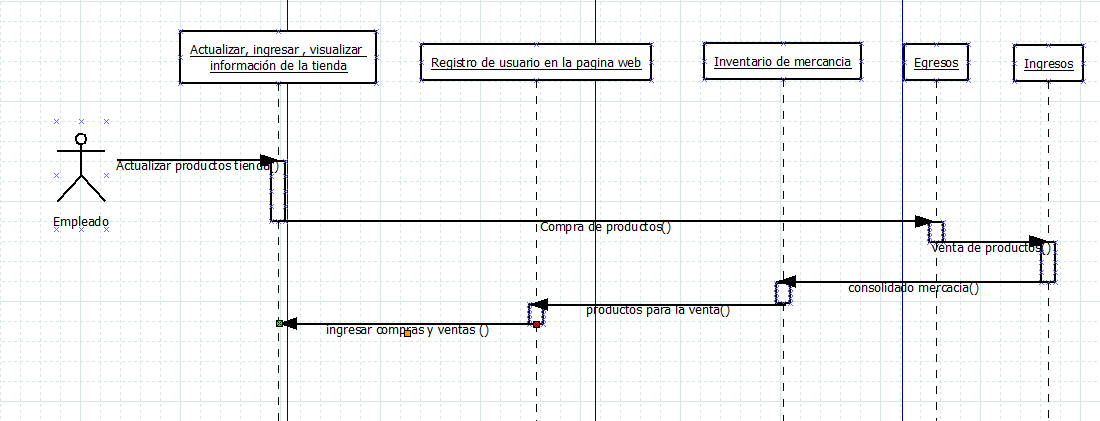 Actualizar, ingresar , visualizar
información de la tienda
Registro de usuario en la pagina web
Inventario de mercancia
Egresos
Ingresos
Actualizar productos tienda()
Empleado
Compra de productos()
venta de productos()
consolidado mercacia()
productos para la venta()
ingresar compras y ventas ()